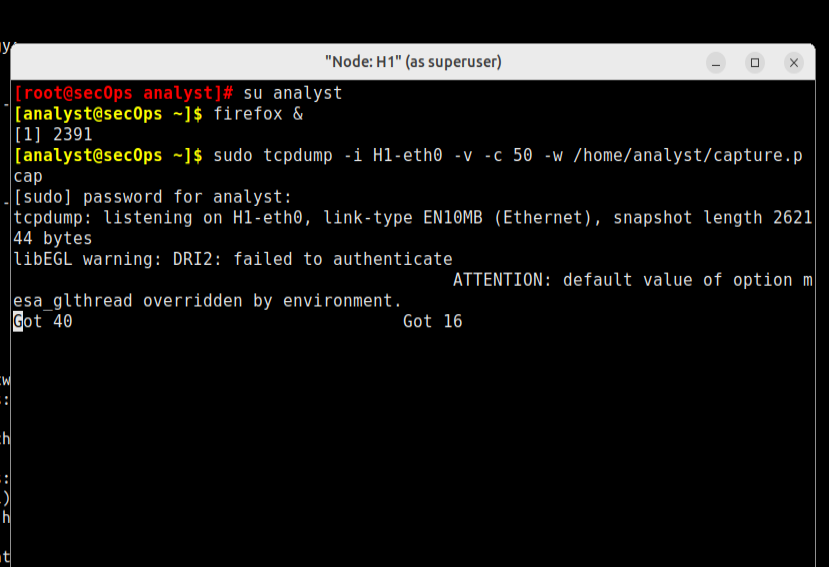 "Node: H1" (as superuser)
[root@secOps analyst]# su analyst
[analyst@secOps ~]$ firefox &
[1] 2391
[analyst@secOps ~]$ sudo tcpdump -i H1-eth0 -v -c 50 -w /home/analyst/capture.p
cap
[sudo] password for analyst:
tcpdump: listening on H1-eth0, link-type EN10MB (Ethernet), snapshot length 2621
44 bytes
libEGL warning: DRI2: failed to authenticate
ATTENTION: default value of option m
esa_glthread overridden by environment.
Got 40 Got 16